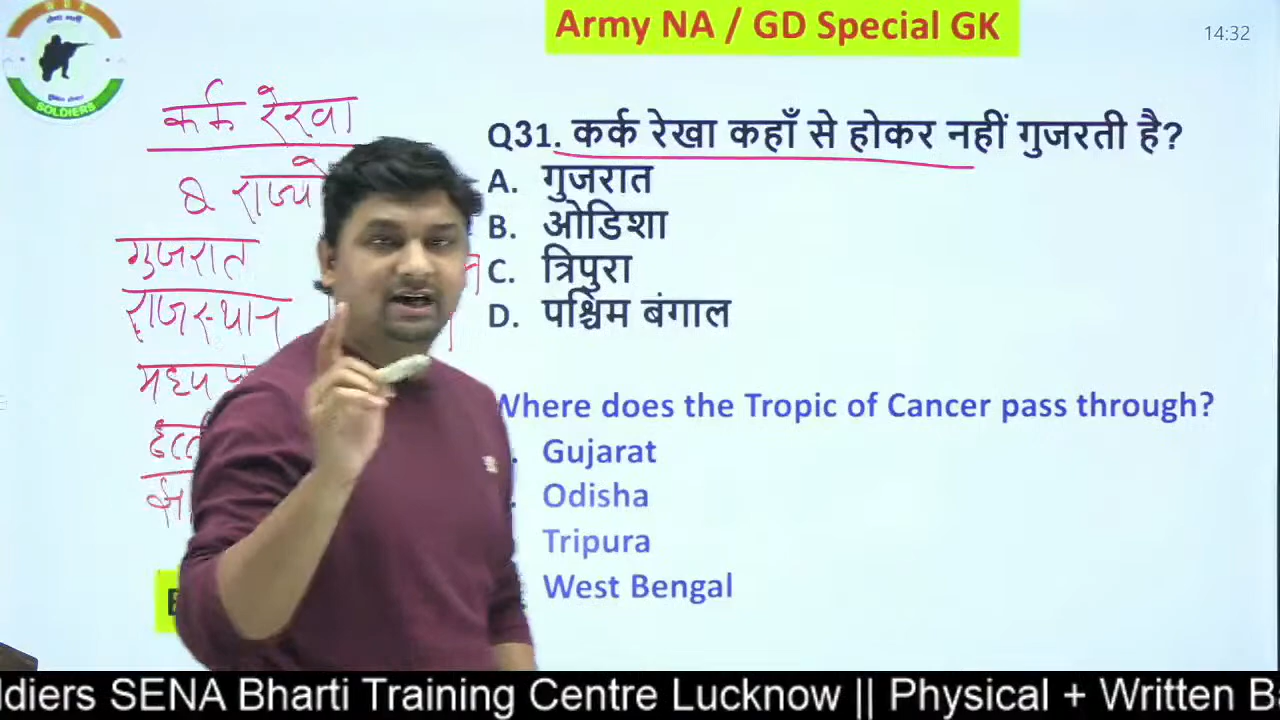 Army NA / GD Special GK
14:32
SOLDIERS
कर्क रेखा
8 राज्यो
गुजरात
राजस्थान
मध्य
Q31. कर्क रेखा कहाँ से होकर नहीं गुजरती है?
A. गुजरात
B. ओडिशा
C. त्रिपुरा
D. पश्चिम बंगाल
Where does the Tropic of Cancer pass through?
Gujarat
Odisha
Tripura
West Bengal
ldiers SENA Bharti Training Centre Lucknow || Physical + Written B